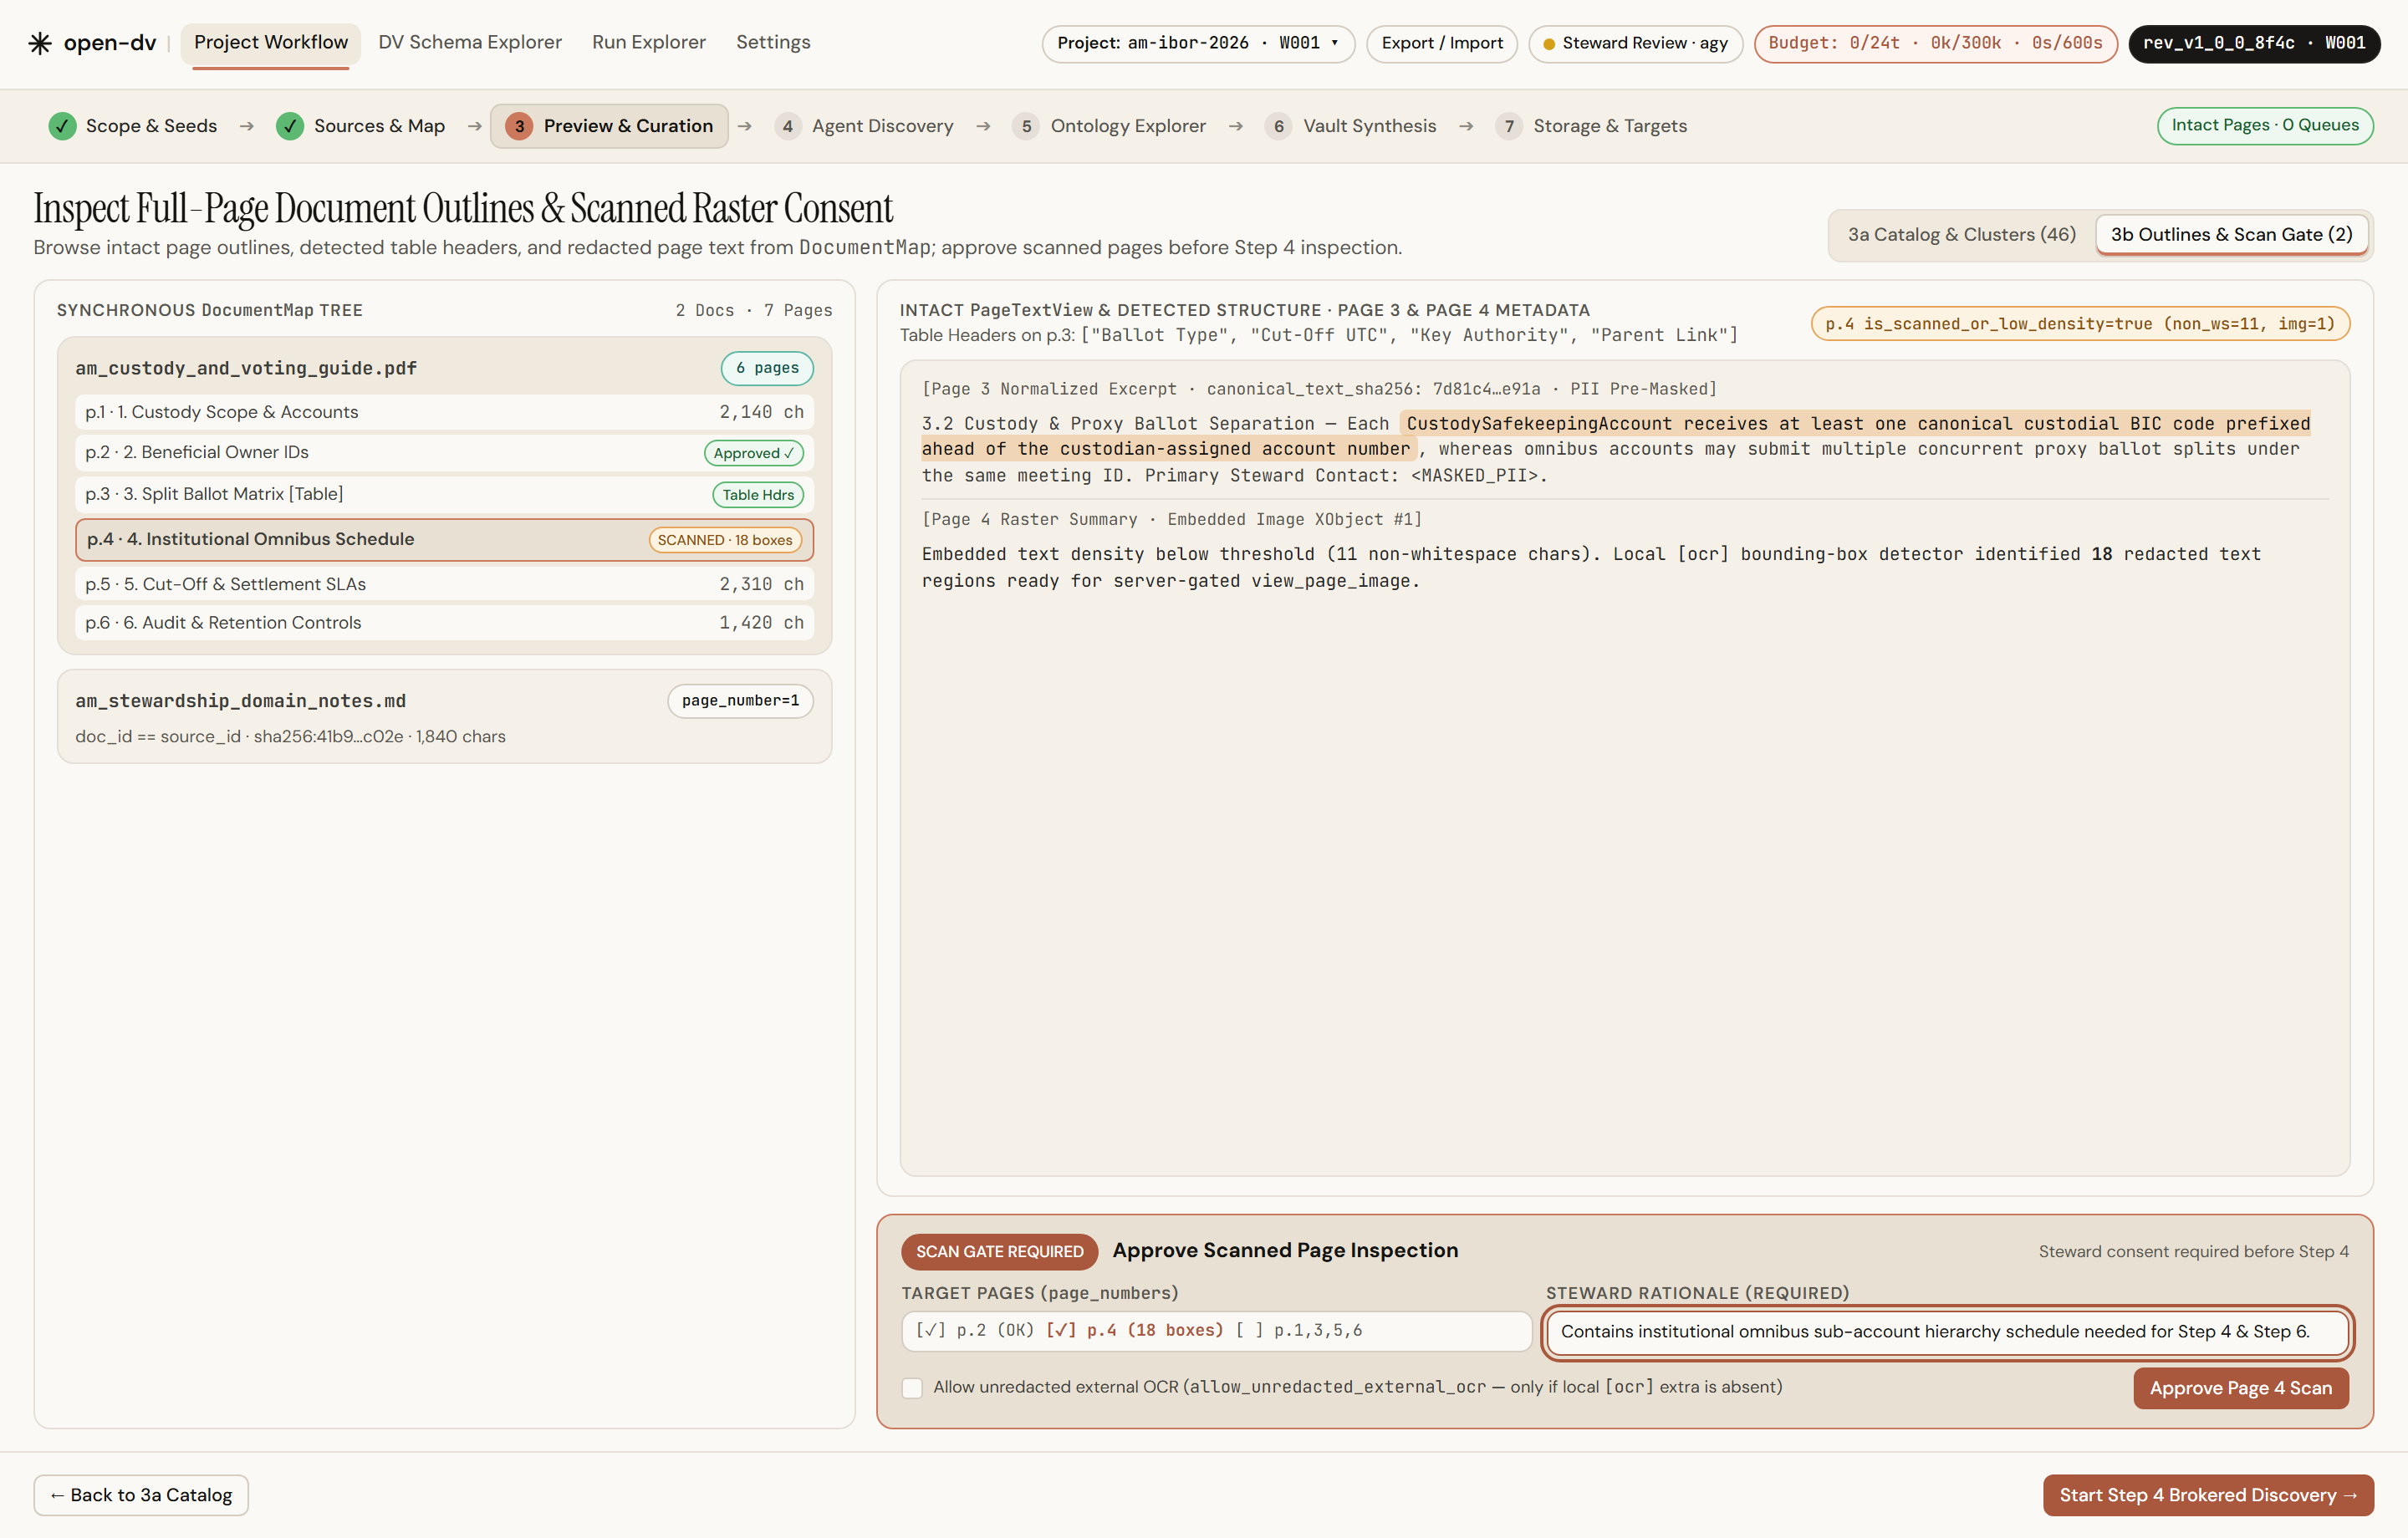 open-dv | Project Workflow DV Schema Explorer Run Explorer Settings Project: am-ibor-2026 · W001 ▾ Export / Import Steward Review · agy Budget: 0/24t · 0k/300k · 0s/600s rev_v1_0_0_8f4c · W001
✓ Scope & Seeds → ✓ Sources & Map → 3 Preview & Curation → 4 Agent Discovery → 5 Ontology Explorer → 6 Vault Synthesis → 7 Storage & Targets Intact Pages · 0 Queues
Inspect Full-Page Document Outlines & Scanned Raster Consent
Browse intact page outlines, detected table headers, and redacted page text from DocumentMap; approve scanned pages before Step 4 inspection.
3a Catalog & Clusters (46) 3b Outlines & Scan Gate (2)
SYNCHRONOUS DocumentMap TREE 2 Docs · 7 Pages
am_custody_and_voting_guide.pdf 6 pages
p.1 · 1. Custody Scope & Accounts 2,140 ch
p.2 · 2. Beneficial Owner IDs Approved ✓
p.3 · 3. Split Ballot Matrix [Table] Table Hdrs
p.4 · 4. Institutional Omnibus Schedule SCANNED · 18 boxes
p.5 · 5. Cut-Off & Settlement SLAs 2,310 ch
p.6 · 6. Audit & Retention Controls 1,420 ch
am_stewardship_domain_notes.md page_number=1
doc_id == source_id · sha256:41b9…c02e · 1,840 chars
INTACT PageTextView & DETECTED STRUCTURE · PAGE 3 & PAGE 4 METADATA
Table Headers on p.3: ["Ballot Type", "Cut-Off UTC", "Key Authority", "Parent Link"]
p.4 is_scanned_or_low_density=true (non_ws=11, img=1)
[Page 3 Normalized Excerpt · canonical_text_sha256: 7d81c4…e91a · PII Pre-Masked]
3.2 Custody & Proxy Ballot Separation — Each CustodySafekeepingAccount receives at least one canonical custodial BIC code prefixed
ahead of the custodian-assigned account number, whereas omnibus accounts may submit multiple concurrent proxy ballot splits under
the same meeting ID. Primary Steward Contact: <MASKED_PII>.
[Page 4 Raster Summary · Embedded Image XObject #1]
Embedded text density below threshold (11 non-whitespace chars). Local [ocr] bounding-box detector identified 18 redacted text
regions ready for server-gated view_page_image.
SCAN GATE REQUIRED Approve Scanned Page Inspection Steward consent required before Step 4
TARGET PAGES (page_numbers) STEWARD RATIONALE (REQUIRED)
[✓] p.2 (OK) [✓] p.4 (18 boxes) [ ] p.1,3,5,6 Contains institutional omnibus sub-account hierarchy schedule needed for Step 4 & Step 6.
Allow unredacted external OCR (allow_unredacted_external_ocr — only if local [ocr] extra is absent) Approve Page 4 Scan
← Back to 3a Catalog Start Step 4 Brokered Discovery →